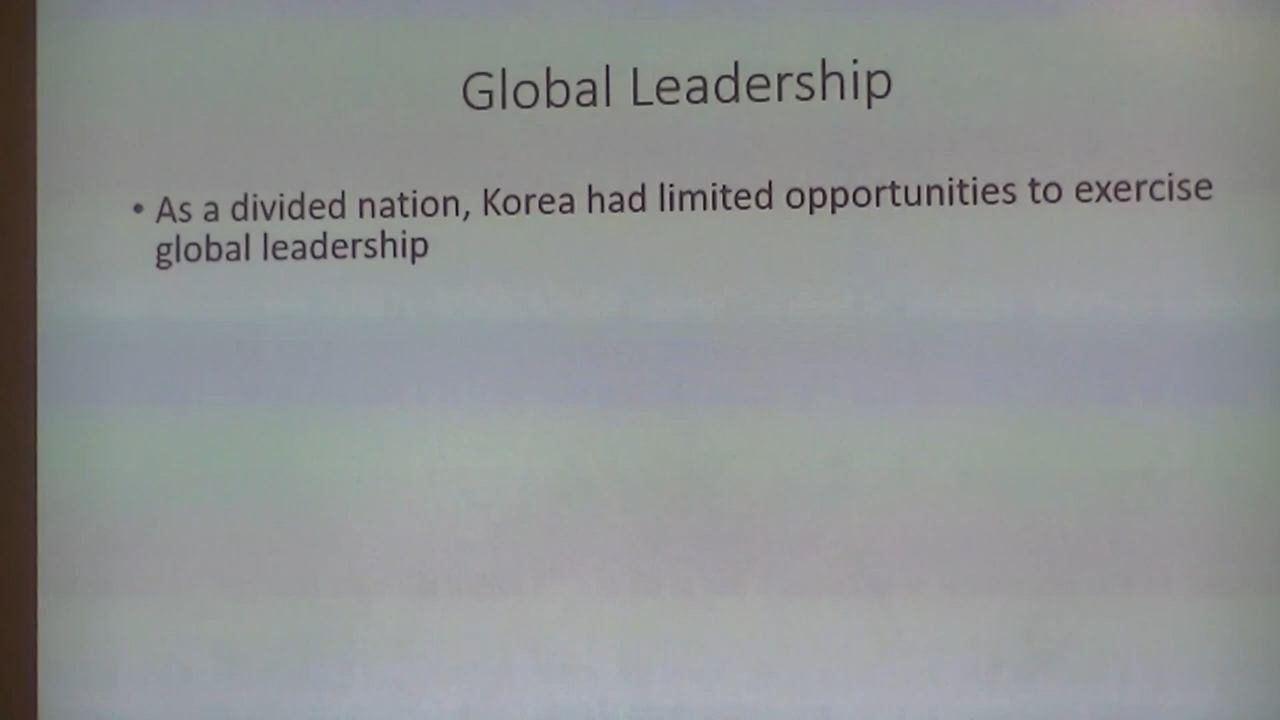 Global Leadership
• As a divided nation, Korea had limited opportunities to exercise
global leadership